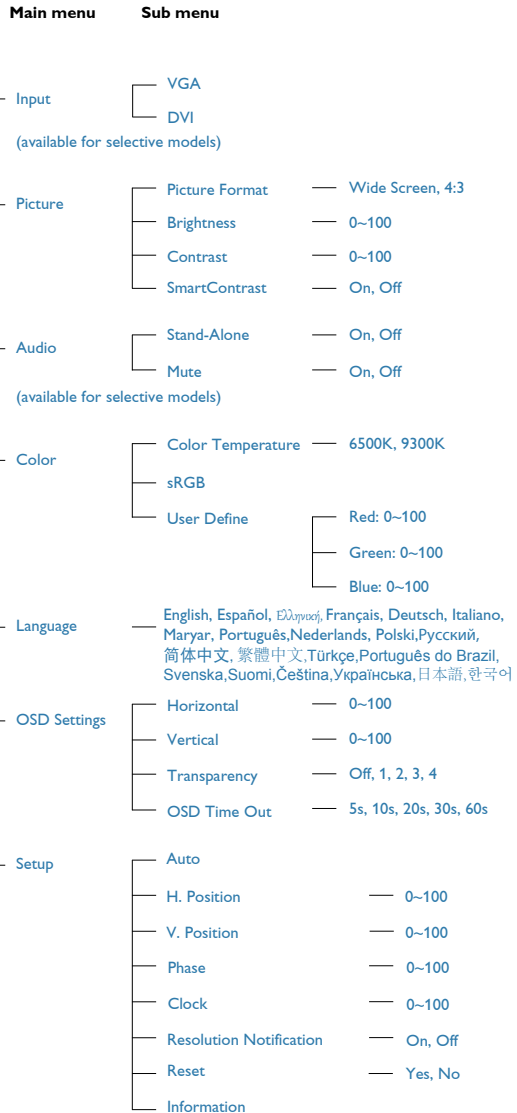 Main menu Sub menu
VGA
Input
DVI
(available for selective models)
Picture Format Wide Screen, 4:3
Picture
Brightness 0~100
Contrast 0~100
SmartContrast On, Off
Stand-Alone On, Off
Audio
Mute On, Off
(available for selective models)
Color Temperature 6500K, 9300K
Color
sRGB
User Define Red: 0~100
Green: 0~100
Blue: 0~100
English, Español, Ελληνική, Français, Deutsch, Italiano,
Language Maryar, Português,Nederlands, Polski,Русский,
简体中文, 繁體中文,Türkçe,Português do Brazil,
Svenska,Suomi,Čeština,Українська,日本語,한국어
Horizontal 0~100
OSD Settings
Vertical 0~100
Transparency Off, 1, 2, 3, 4
OSD Time Out 5s, 10s, 20s, 30s, 60s
Auto
Setup
H. Position 0~100
V. Position 0~100
Phase 0~100
Clock 0~100
Resolution Notification On, Off
Reset Yes, No
Information